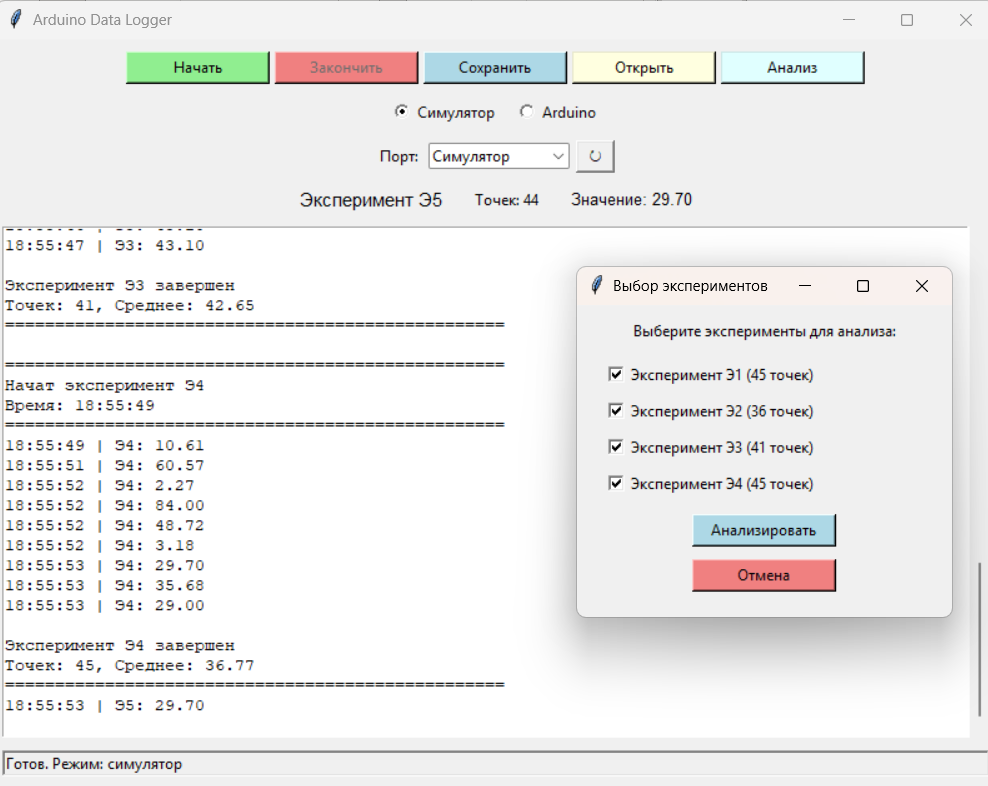 Arduino Data Logger
Начать Закончить Сохранить Открыть Анализ
Симулятор Arduino
Порт: Симулятор
Эксперимент Э5 Точек: 44 Значение: 29.70
18:55:47 | Э3: 43.10
Эксперимент Э3 завершен
Точек: 41, Среднее: 42.65
==================================================
==================================================
Начат эксперимент Э4
Время: 18:55:49
==================================================
18:55:49 | Э4: 10.61
18:55:51 | Э4: 60.57
18:55:52 | Э4: 2.27
18:55:52 | Э4: 84.00
18:55:52 | Э4: 48.72
18:55:52 | Э4: 3.18
18:55:53 | Э4: 29.70
18:55:53 | Э4: 35.68
18:55:53 | Э4: 29.00
Эксперимент Э4 завершен
Точек: 45, Среднее: 36.77
==================================================
18:55:53 | Э5: 29.70
Выбор экспериментов
Выберите эксперименты для анализа:
Эксперимент Э1 (45 точек)
Эксперимент Э2 (36 точек)
Эксперимент Э3 (41 точек)
Эксперимент Э4 (45 точек)
Анализировать
Отмена
Готов. Режим: симулятор